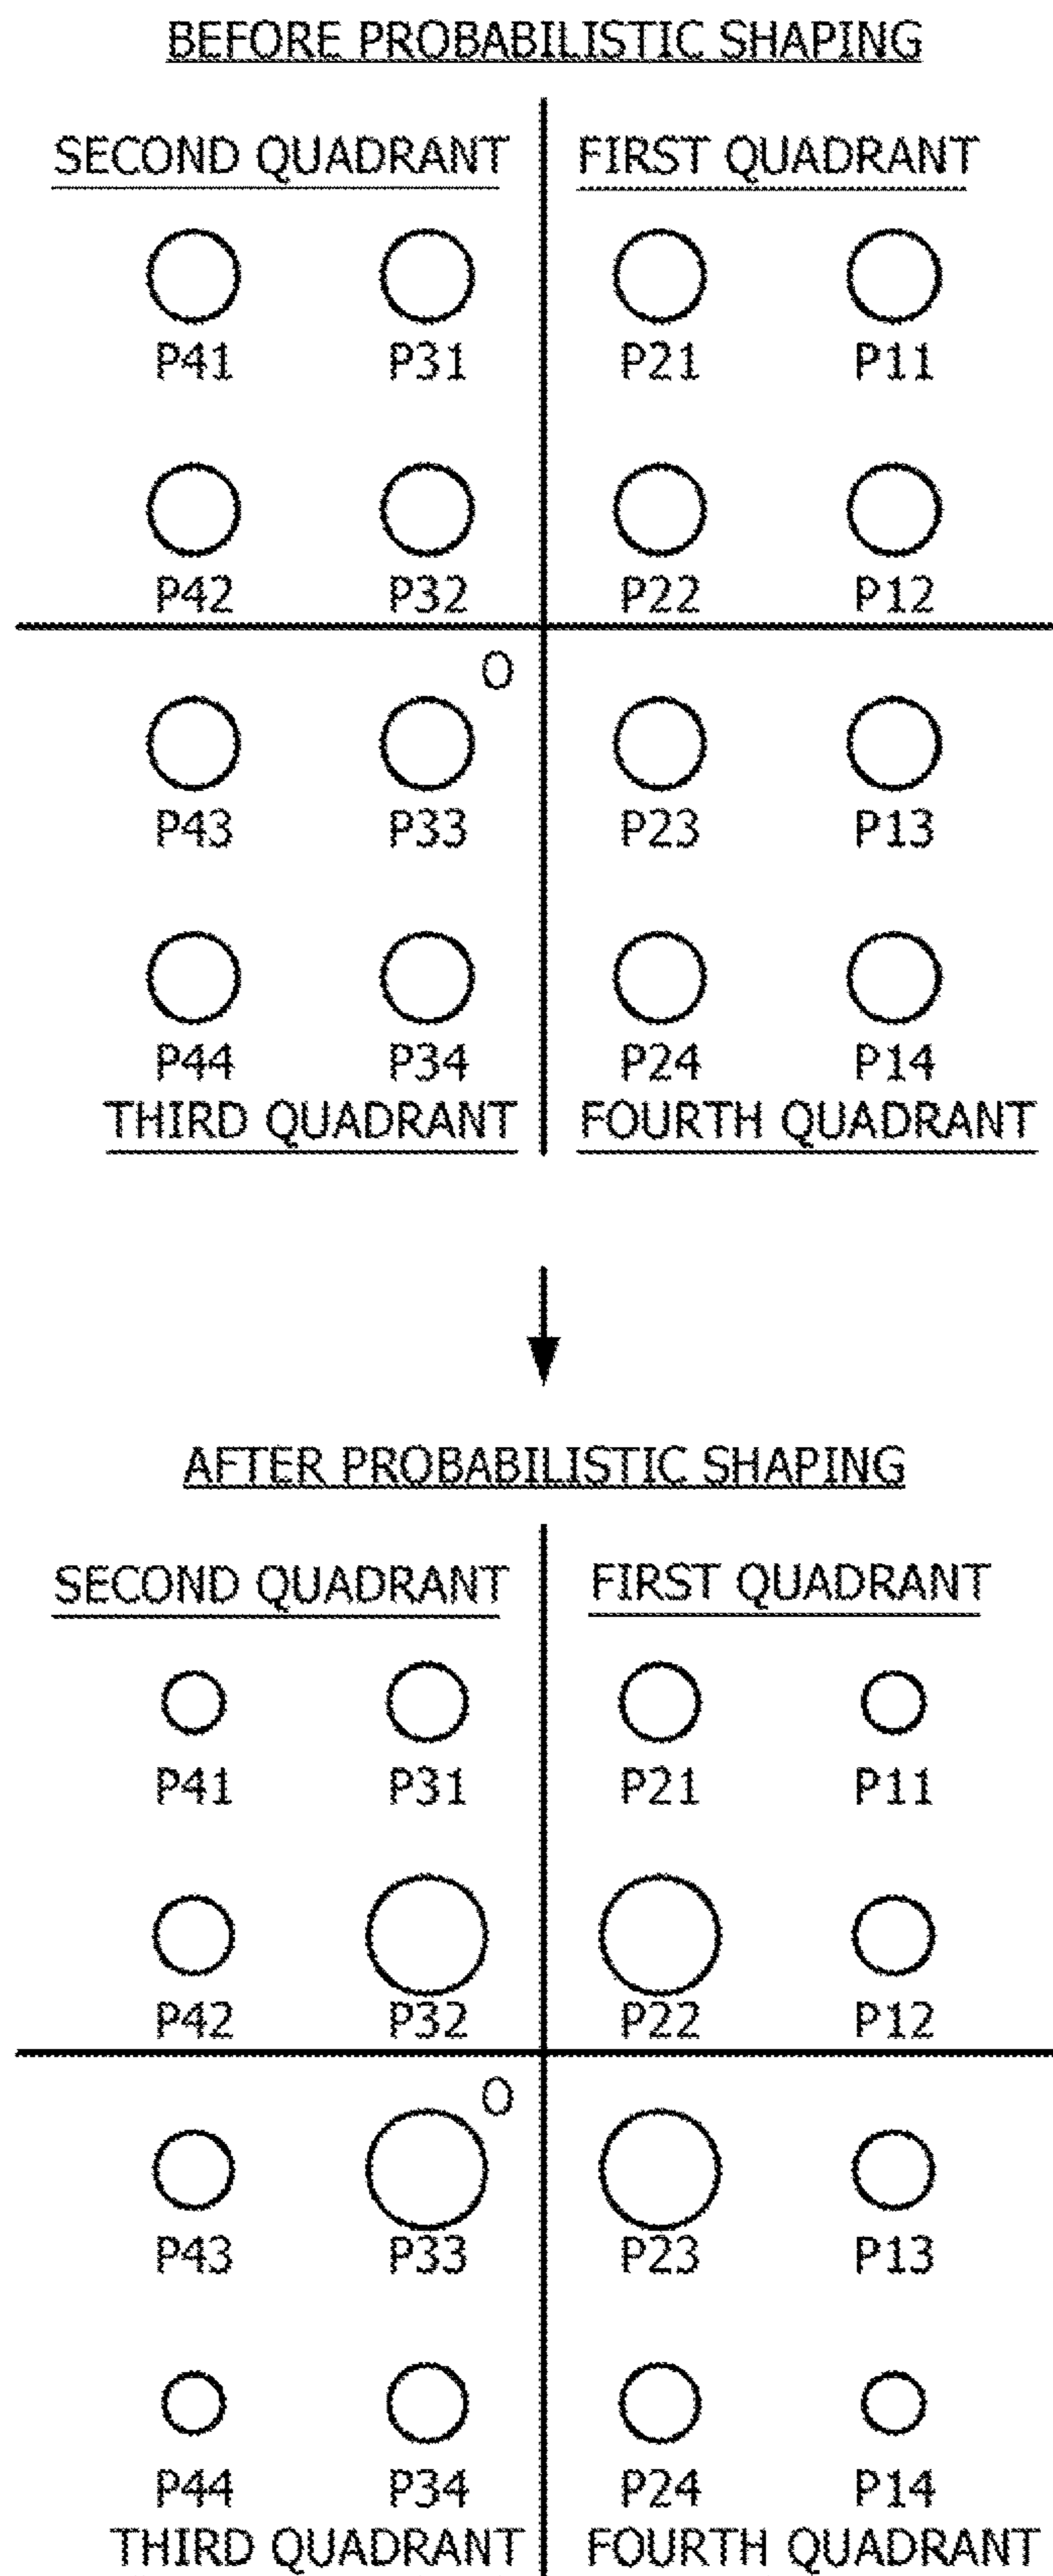 BEFORE PROBABILISTIC SHAPING
SECOND QUADRANT FIRST QUADRANT
P41 P31 P21 P11
P42 P32 P22 P12
O
P43 P33 P23 P13
P44 P34 P24 P14
THIRD QUADRANT FOURTH QUADRANT
AFTER PROBABILISTIC SHAPING
SECOND QUADRANT FIRST QUADRANT
P41 P31 P21 P11
P42 P32 P22 P12
O
P43 P33 P23 P13
P44 P34 P24 P14
THIRD QUADRANT FOURTH QUADRANT